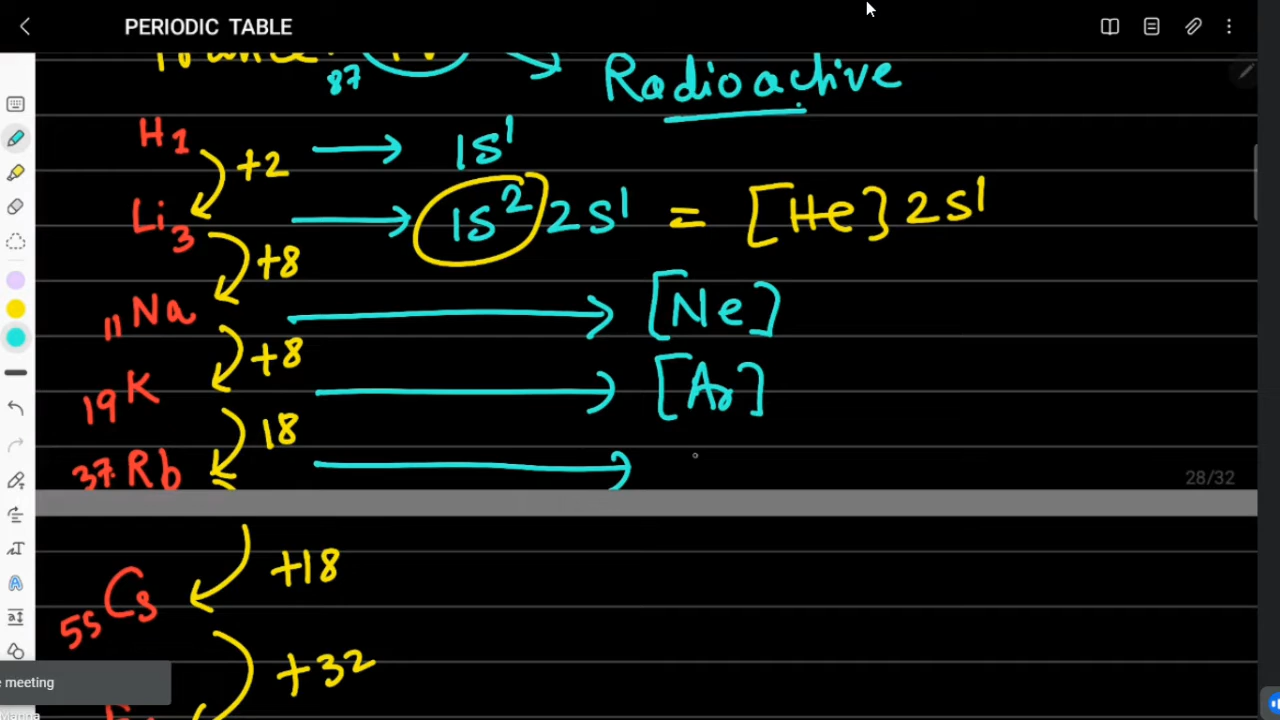 PERIODIC TABLE
87 Radioactive
H1 +2 → 1S¹
Li3 → 1S² 2S¹ = [He] 2S¹
+8
11Na → [Ne]
+8
19K → [Ar]
18
37Rb →
28/32
+18
55Cs
+32
meeting